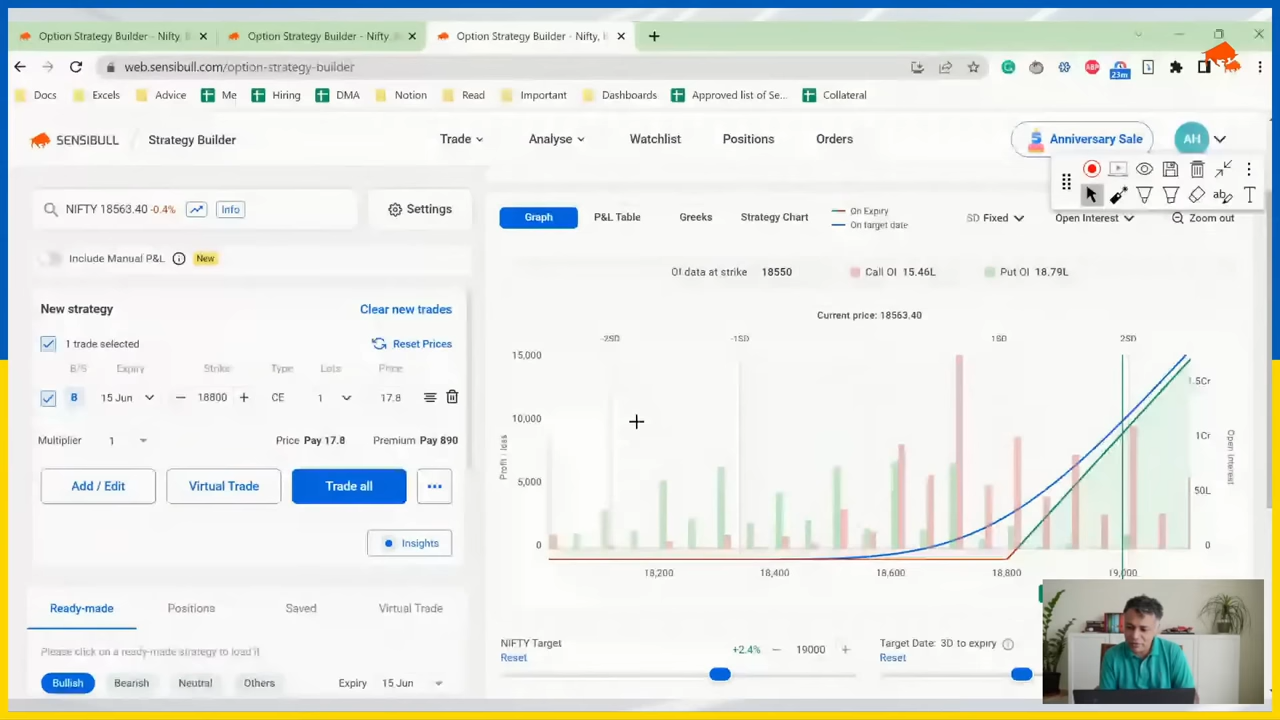 Option Strategy Builder - Nifty, Option Strategy Builder - Nifty, Option Strategy Builder - Nifty,
web.sensibull.com/option-strategy-builder
23m
Docs Excels Advice Me Hiring DMA Notion Read Important Dashboards Approved list of Se... Collateral
SENSIBULL Strategy Builder Trade Analyse Watchlist Positions Orders Anniversary Sale AH
NIFTY 18563.40 -0.4% Info Settings
Graph P&L Table Greeks Strategy Chart On Expiry SD Fixed Open Interest Zoom out
On target date
Include Manual P&L New
OI data at strike 18550 Call OI 15.46L Put OI 18.79L
New strategy Clear new trades
Current price: 18563.40
1 trade selected Reset Prices
-2SD -1SD 1SD 2SD
B/S Expiry Strike Type Lots Price
B 15 Jun 18800 CE 1 17.8
Multiplier 1 Price Pay 17.8 Premium Pay 890
Add / Edit Virtual Trade Trade all
Insights
15,000
10,000
5,000
0
Profit / loss
1.5Cr
1Cr
50L
0
Open Interest
18,200 18,400 18,600 18,800 19,000
Ready-made Positions Saved Virtual Trade
Please click on a ready-made strategy to load it
Bullish Bearish Neutral Others Expiry 15 Jun
NIFTY Target +2.4% 19000
Reset
Target Date: 3D to expiry
Reset